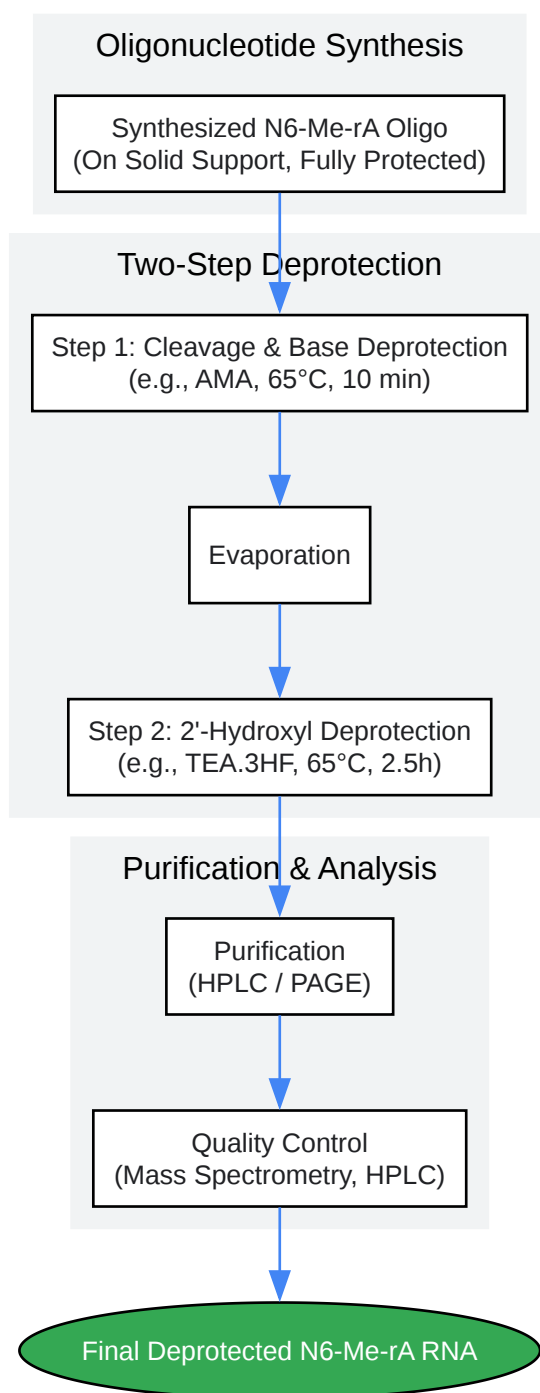 Oligonucleotide Synthesis
Synthesized N6-Me-rA Oligo
(On Solid Support, Fully Protected)
Two-Step Deprotection
Step 1: Cleavage & Base Deprotection
(e.g., AMA, 65°C, 10 min)
Evaporation
Step 2: 2'-Hydroxyl Deprotection
(e.g., TEA.3HF, 65°C, 2.5h)
Purification & Analysis
Purification
(HPLC / PAGE)
Quality Control
(Mass Spectrometry, HPLC)
Final Deprotected N6-Me-rA RNA